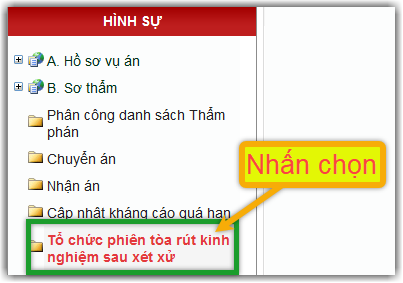 HÌNH SỰ
A. Hồ sơ vụ án
B. Sơ thẩm
Phân công danh sách Thẩm
phán
Chuyển án
Nhận án
Cập nhật kháng cáo quá hạn
Nhấn chọn
Tổ chức phiên tòa rút kinh
nghiệm sau xét xử